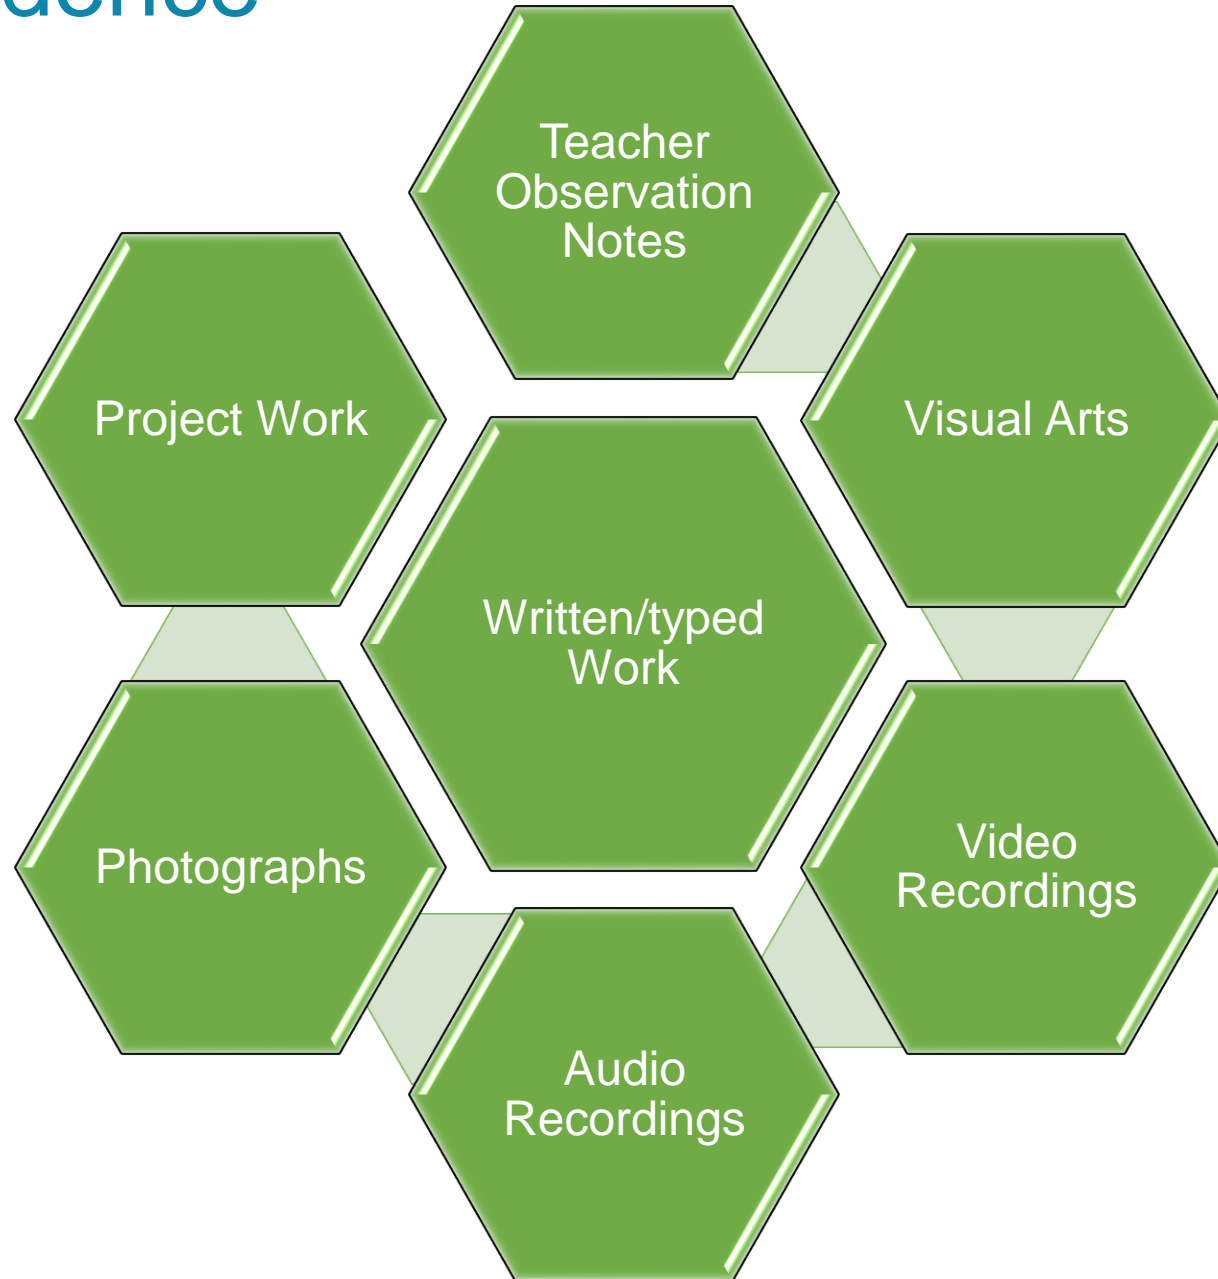 Teacher
Observation
Notes
Project Work
Visual Arts
Written/typed
Work
Photographs
Video
Recordings
Audio
Recordings